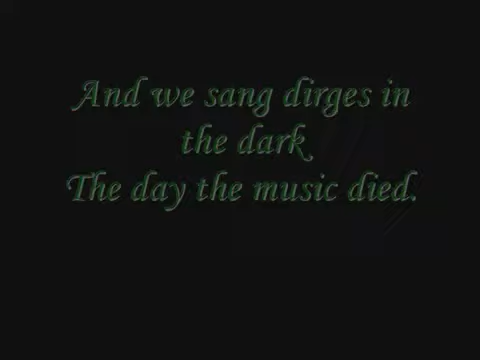 And we sang dirges in
the dark
The day the music died.